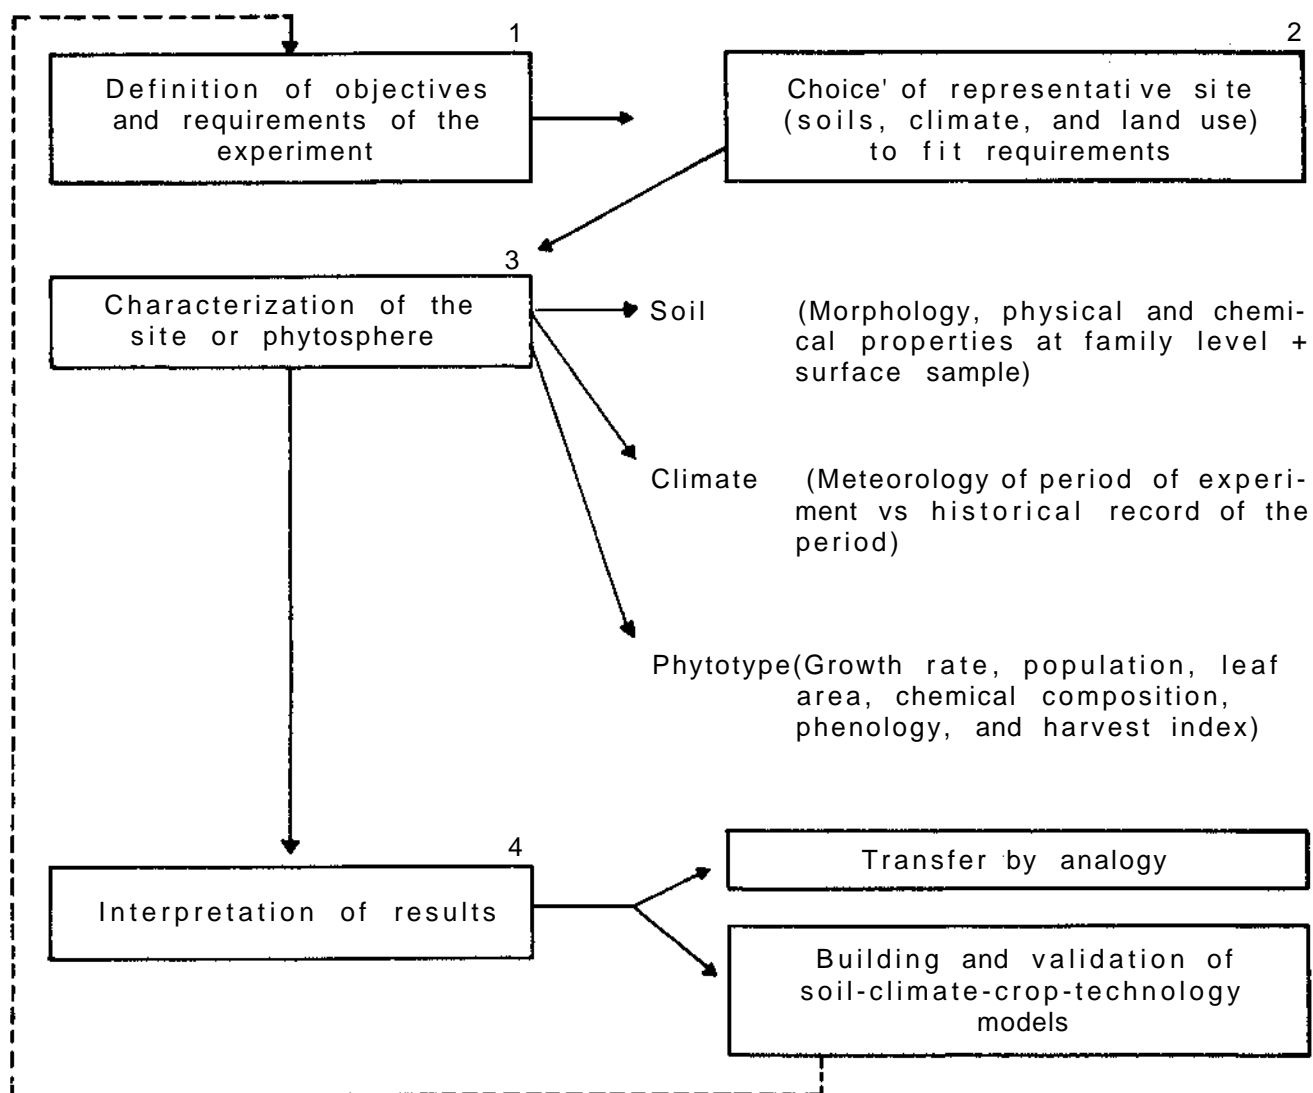 1
Definition of objectives
and requirements of the
experiment
2
Choice' of representative site
(soils, climate, and land use)
to fit requirements
3
Characterization of the
site or phytosphere
Soil (Morphology, physical and chemi-
cal properties at family level +
surface sample)
Climate (Meteorology of period of experi-
ment vs historical record of the
period)
Phytotype(Growth rate, population, leaf
area, chemical composition,
phenology, and harvest index)
4
Interpretation of results
Transfer by analogy
Building and validation of
soil-climate-crop-technology
models